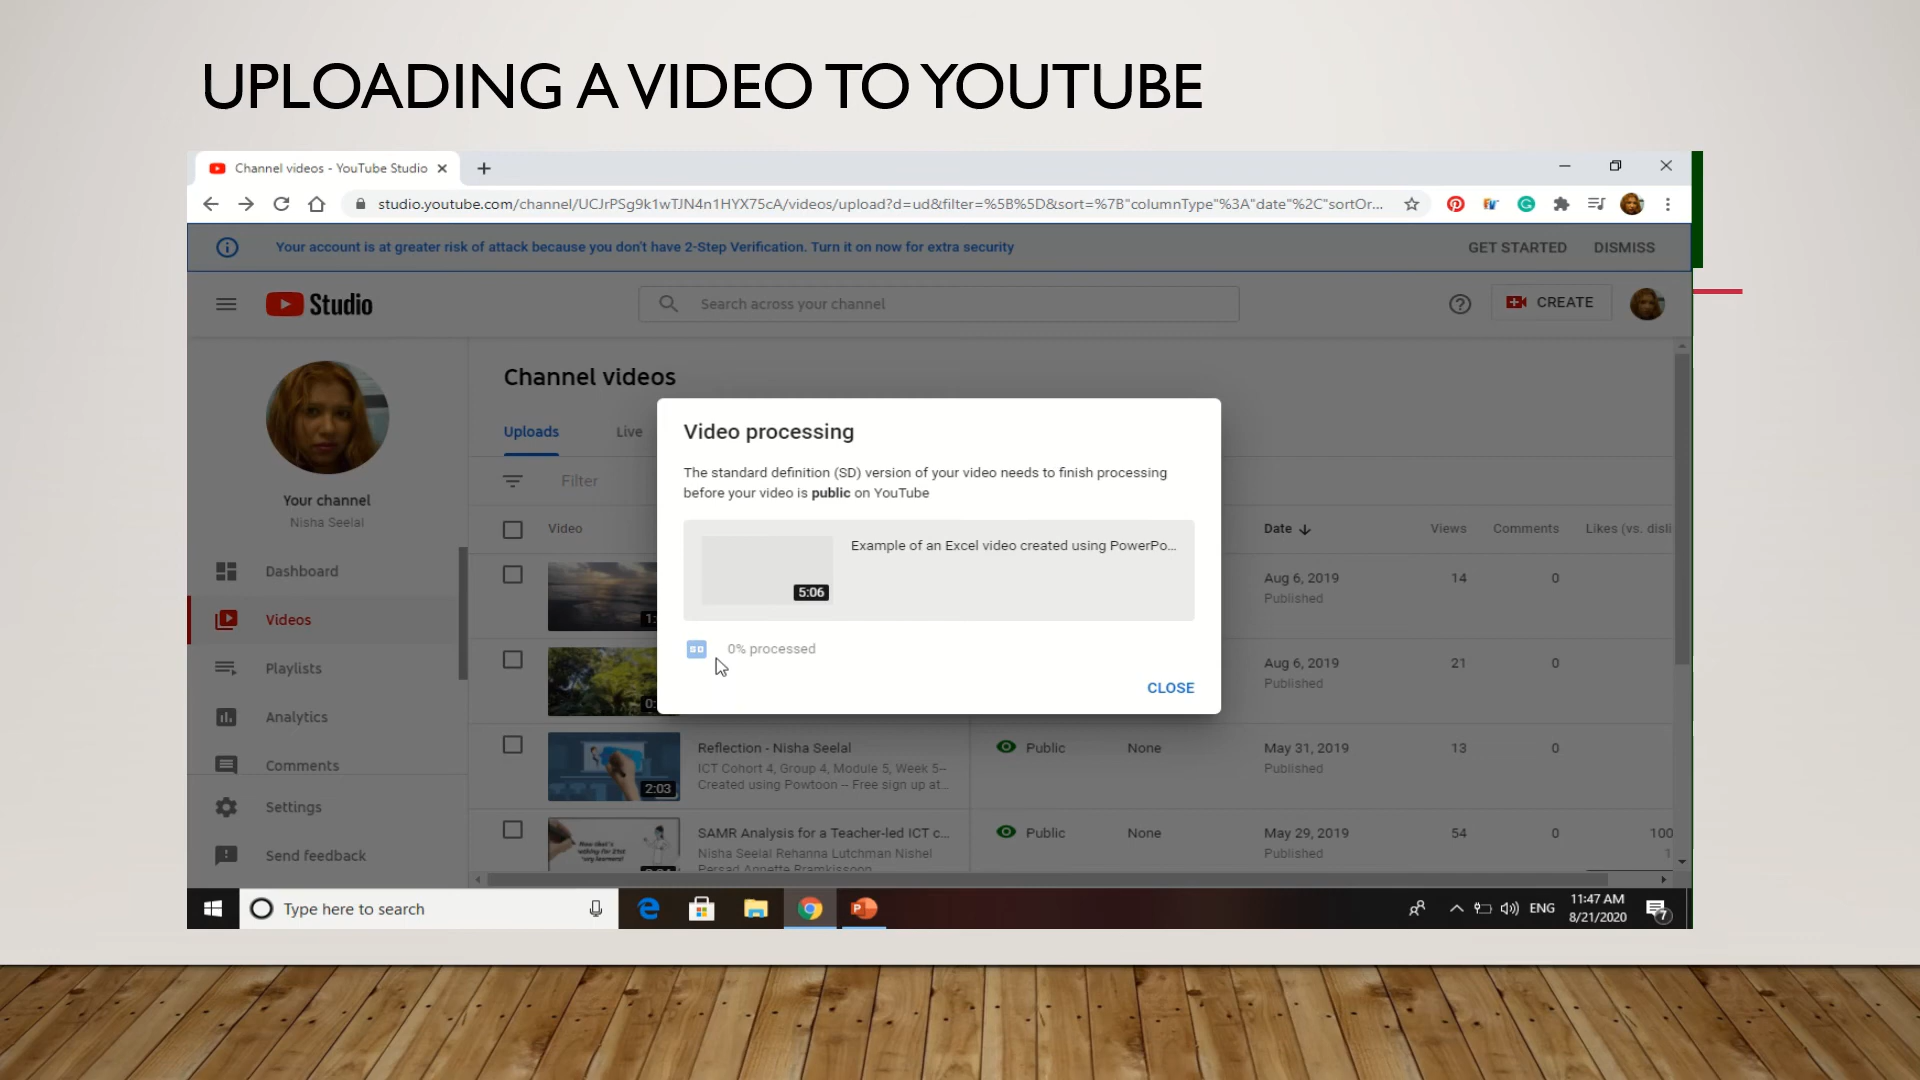 UPLOADING A VIDEO TO YOUTUBE
Channel videos - YouTube Studio
studio.youtube.com/channel/UCJrPSg9k1wTJN4n1HYX75cA/videos/upload?d=ud&filter=%5B%5D&sort=%7B"columnType"%3A"date"%2C"sortOr...
Your account is at greater risk of attack because you don't have 2-Step Verification. Turn it on now for extra security
GET STARTED
DISMISS
Studio
Search across your channel
CREATE
Your channel
Nisha Seelal
Dashboard
Videos
Playlists
Analytics
Comments
Settings
Send feedback
Channel videos
Uploads
Live
Filter
Video
Date
Views
Comments
Likes (vs. disli
Video processing
The standard definition (SD) version of your video needs to finish processing
before your video is public on YouTube
5:06
Example of an Excel video created using PowerPo...
SD
0% processed
CLOSE
1:
Aug 6, 2019
Published
14
0
0:
Aug 6, 2019
Published
21
0
2:03
Reflection - Nisha Seelal
ICT Cohort 4, Group 4, Module 5, Week 5--
Created using Powtoon -- Free sign up at...
Public
None
May 31, 2019
Published
13
0
SAMR Analysis for a Teacher-led ICT c...
Nisha Seelal Rehanna Lutchman Nishel
Persad Annette Ramkissoon
Public
None
May 29, 2019
Published
54
0
100
1
Type here to search
ENG
11:47 AM
8/21/2020
7